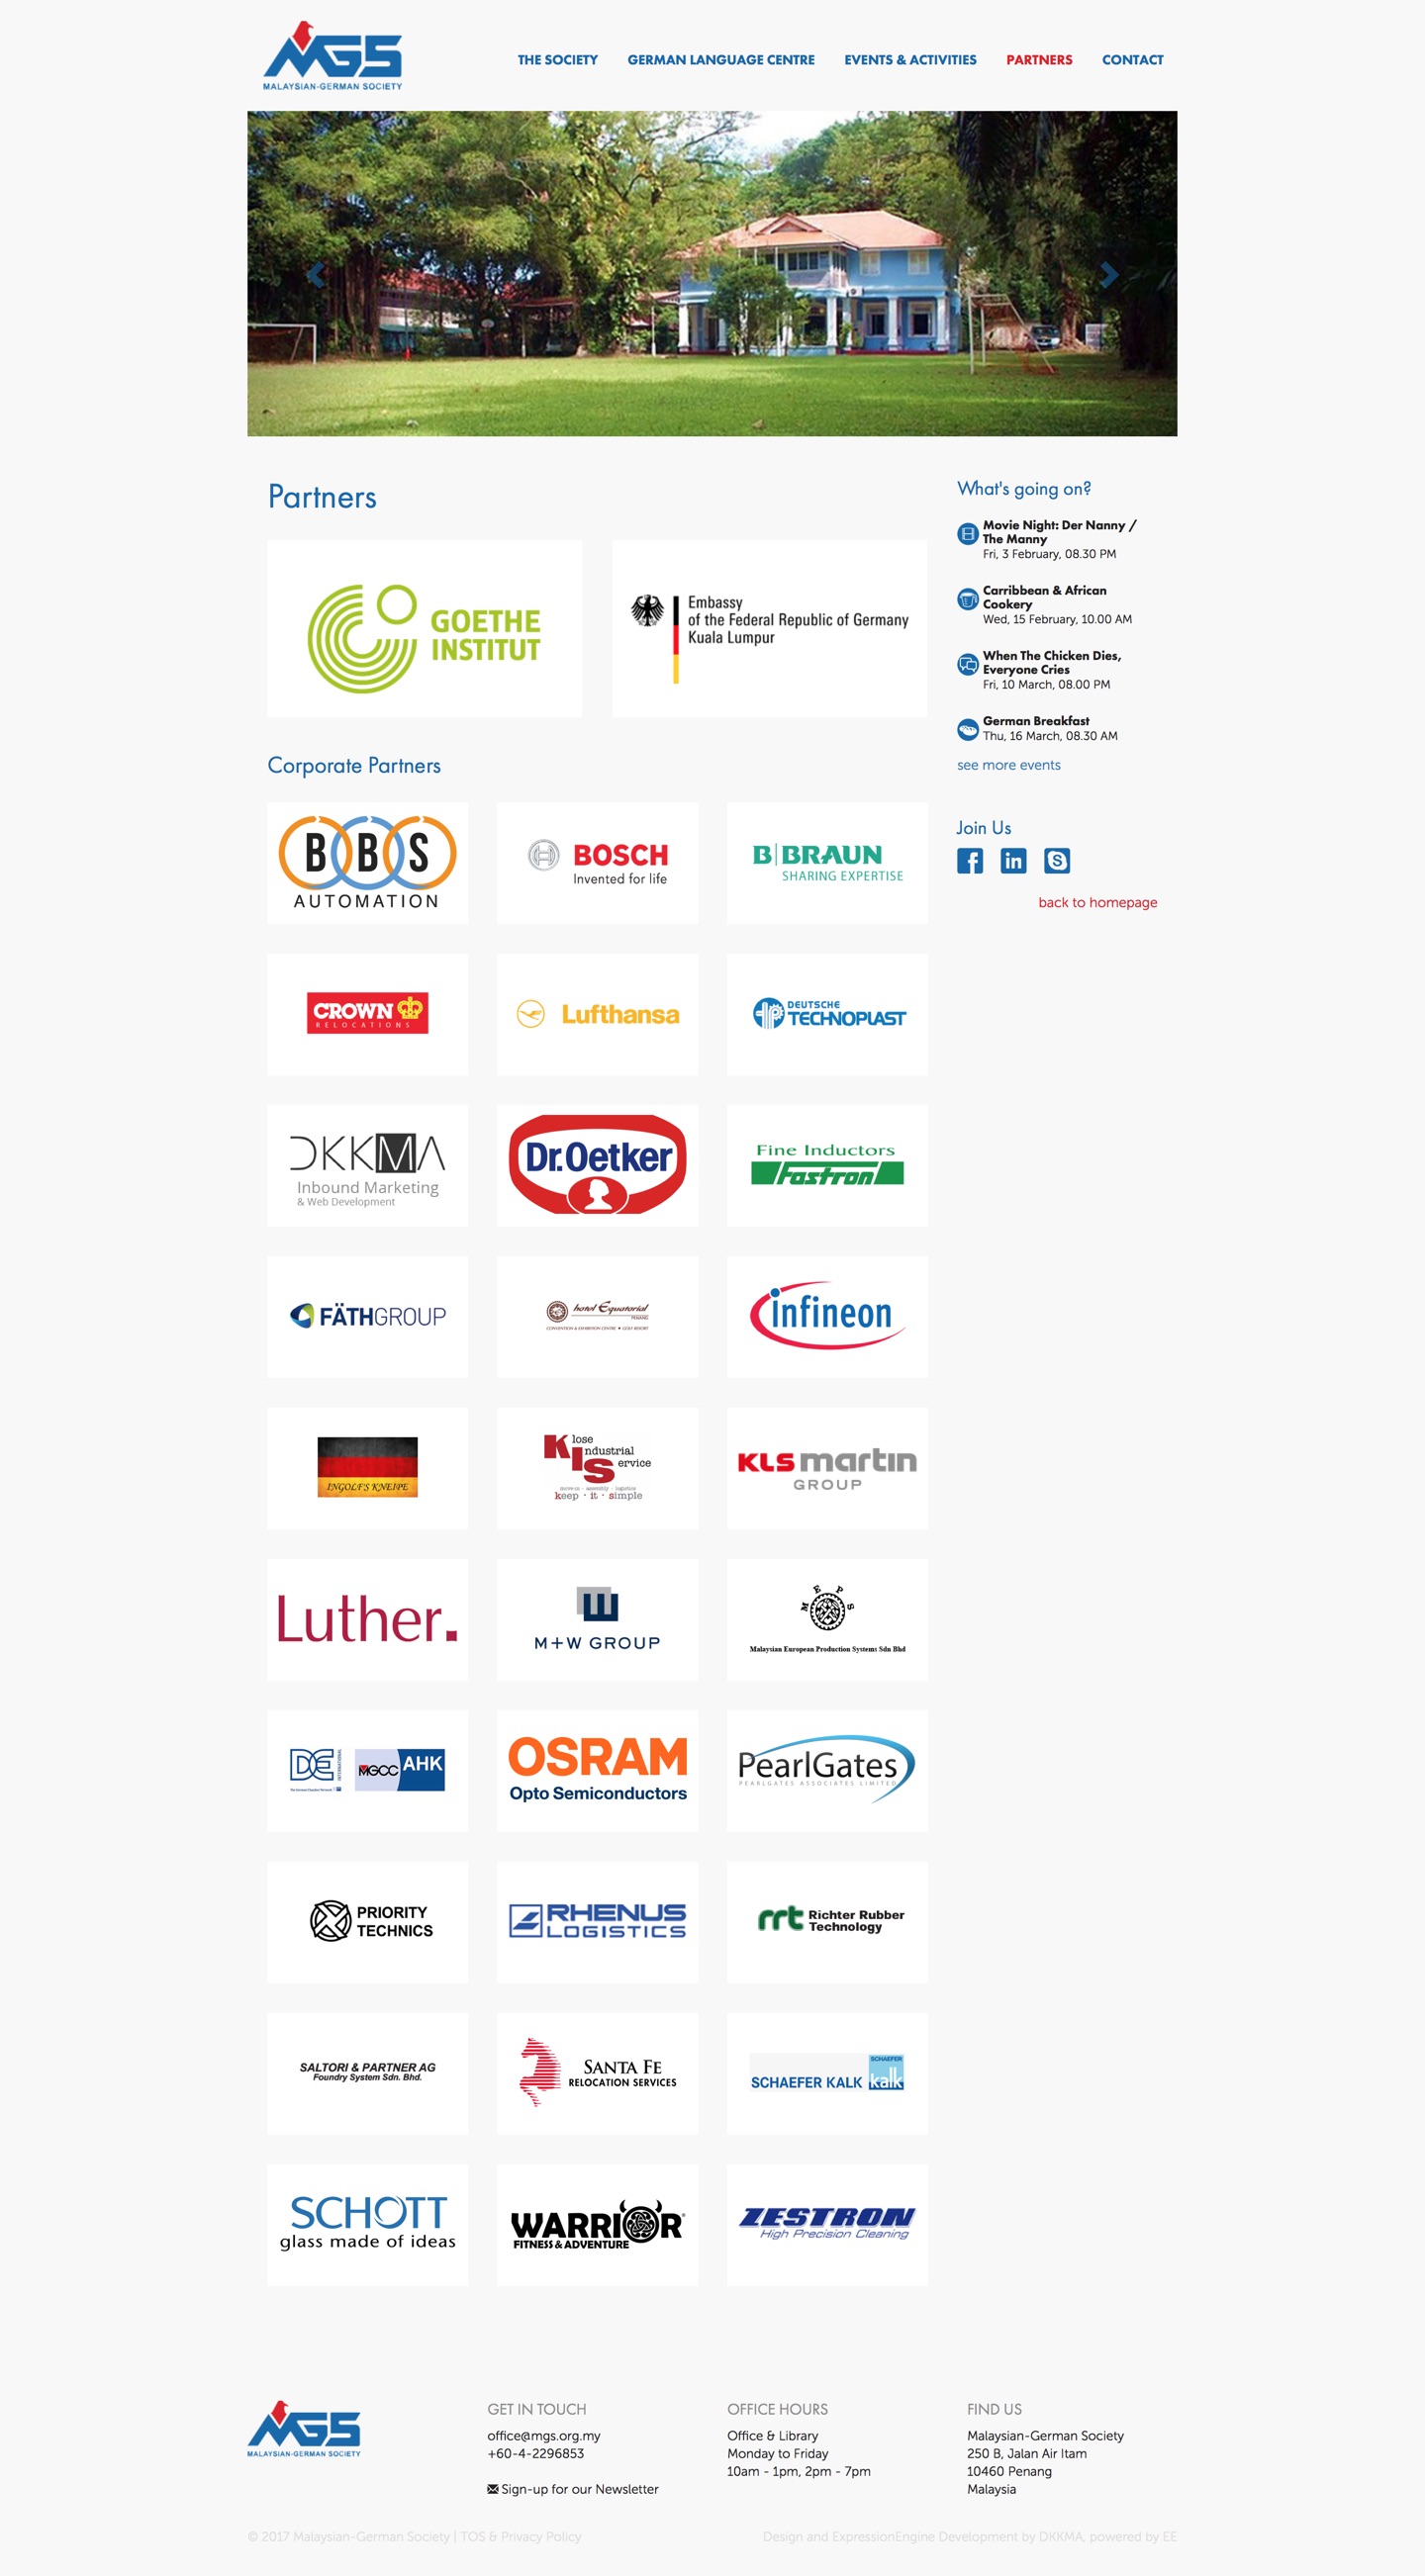 MGS
MALAYSIAN-GERMAN SOCIETY
THE SOCIETY GERMAN LANGUAGE CENTRE EVENTS & ACTIVITIES PARTNERS CONTACT
Partners
GOETHE
INSTITUT
Embassy
of the Federal Republic of Germany
Kuala Lumpur
What's going on?
Movie Night: Der Nanny /
The Manny
Fri, 3 February, 08.30 PM
Carribbean & African
Cookery
Wed, 15 February, 10.00 AM
When The Chicken Dies,
Everyone Cries
Fri, 10 March, 08.00 PM
German Breakfast
Thu, 16 March, 08.30 AM
see more events
Join Us
back to homepage
Corporate Partners
BBS
AUTOMATION
BOSCH
Invented for life
B|BRAUN
SHARING EXPERTISE
CROWN
RELOCATIONS
Lufthansa
DEUTSCHE
TECHNOPLAST
DKKMA
Inbound Marketing
& Web Development
Dr.Oetker
Fine Inductors
Fastron
FÄTHGROUP
hotel Equatorial
PENANG
CONVENTION & EXHIBITION CENTRE • GOLF RESORT
infineon
INGOLF'S KNEIPE
Klose
Industrial
Service
move-in - assembly - logistics
keep · it · simple
KLS martin
GROUP
Luther.
M+W GROUP
MEPS
Malaysian European Production Systems Sdn Bhd
DE INTERNATIONAL
MGCC AHK
OSRAM
Opto Semiconductors
PearlGates
PEARLGATES ASSOCIATES LIMITED
PRIORITY
TECHNICS
RHENUS
LOGISTICS
rrt Richter Rubber
Technology
SALTORI & PARTNER AG
Foundry System Sdn. Bhd.
SANTA FE
RELOCATION SERVICES
SCHAEFER KALK
SCHAEFER
kalk
SCHOTT
glass made of ideas
WARRIOR®
FITNESS & ADVENTURE
ZESTRON
High Precision Cleaning
MGS
MALAYSIAN-GERMAN SOCIETY
GET IN TOUCH
office@mgs.org.my
+60-4-2296853
Sign-up for our Newsletter
OFFICE HOURS
Office & Library
Monday to Friday
10am - 1pm, 2pm - 7pm
FIND US
Malaysian-German Society
250 B, Jalan Air Itam
10460 Penang
Malaysia
© 2017 Malaysian-German Society | TOS & Privacy Policy
Design and ExpressionEngine Development by DKKMA, powered by EE